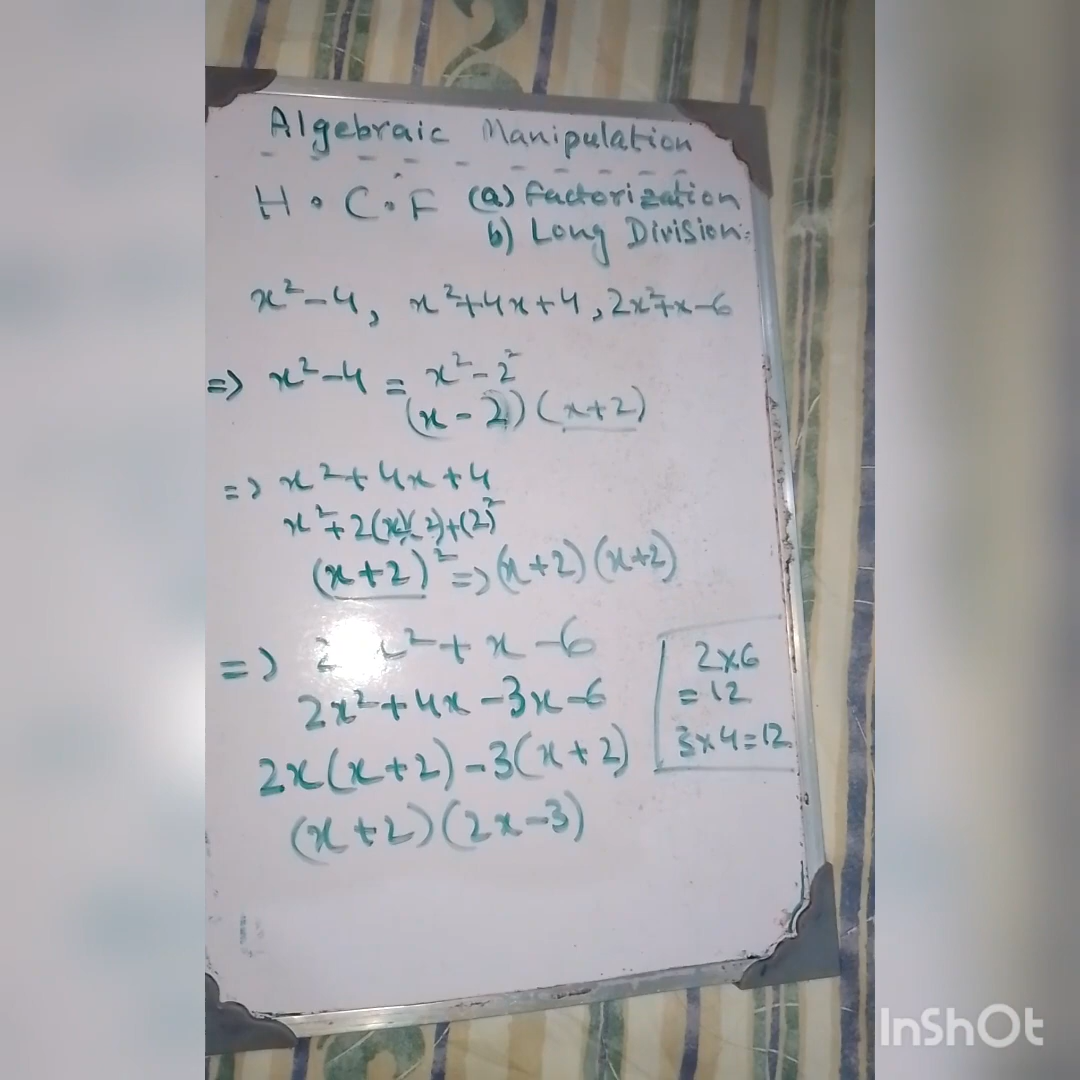 Algebraic Manipulation
H.C.F (a) Factorization
b) Long Division:
x²-4, x²+4x+4, 2x²+x-6
=> x²-4 = x²-2²
(x-2)(x+2)
=> x²+4x+4
x²+2(x)(2)+(2)²
(x+2)² => (x+2)(x+2)
=> 2x²+x-6
2x²+4x-3x-6
2x(x+2)-3(x+2)
(x+2)(2x-3)
2x6
=12
3x4=12
InShOt